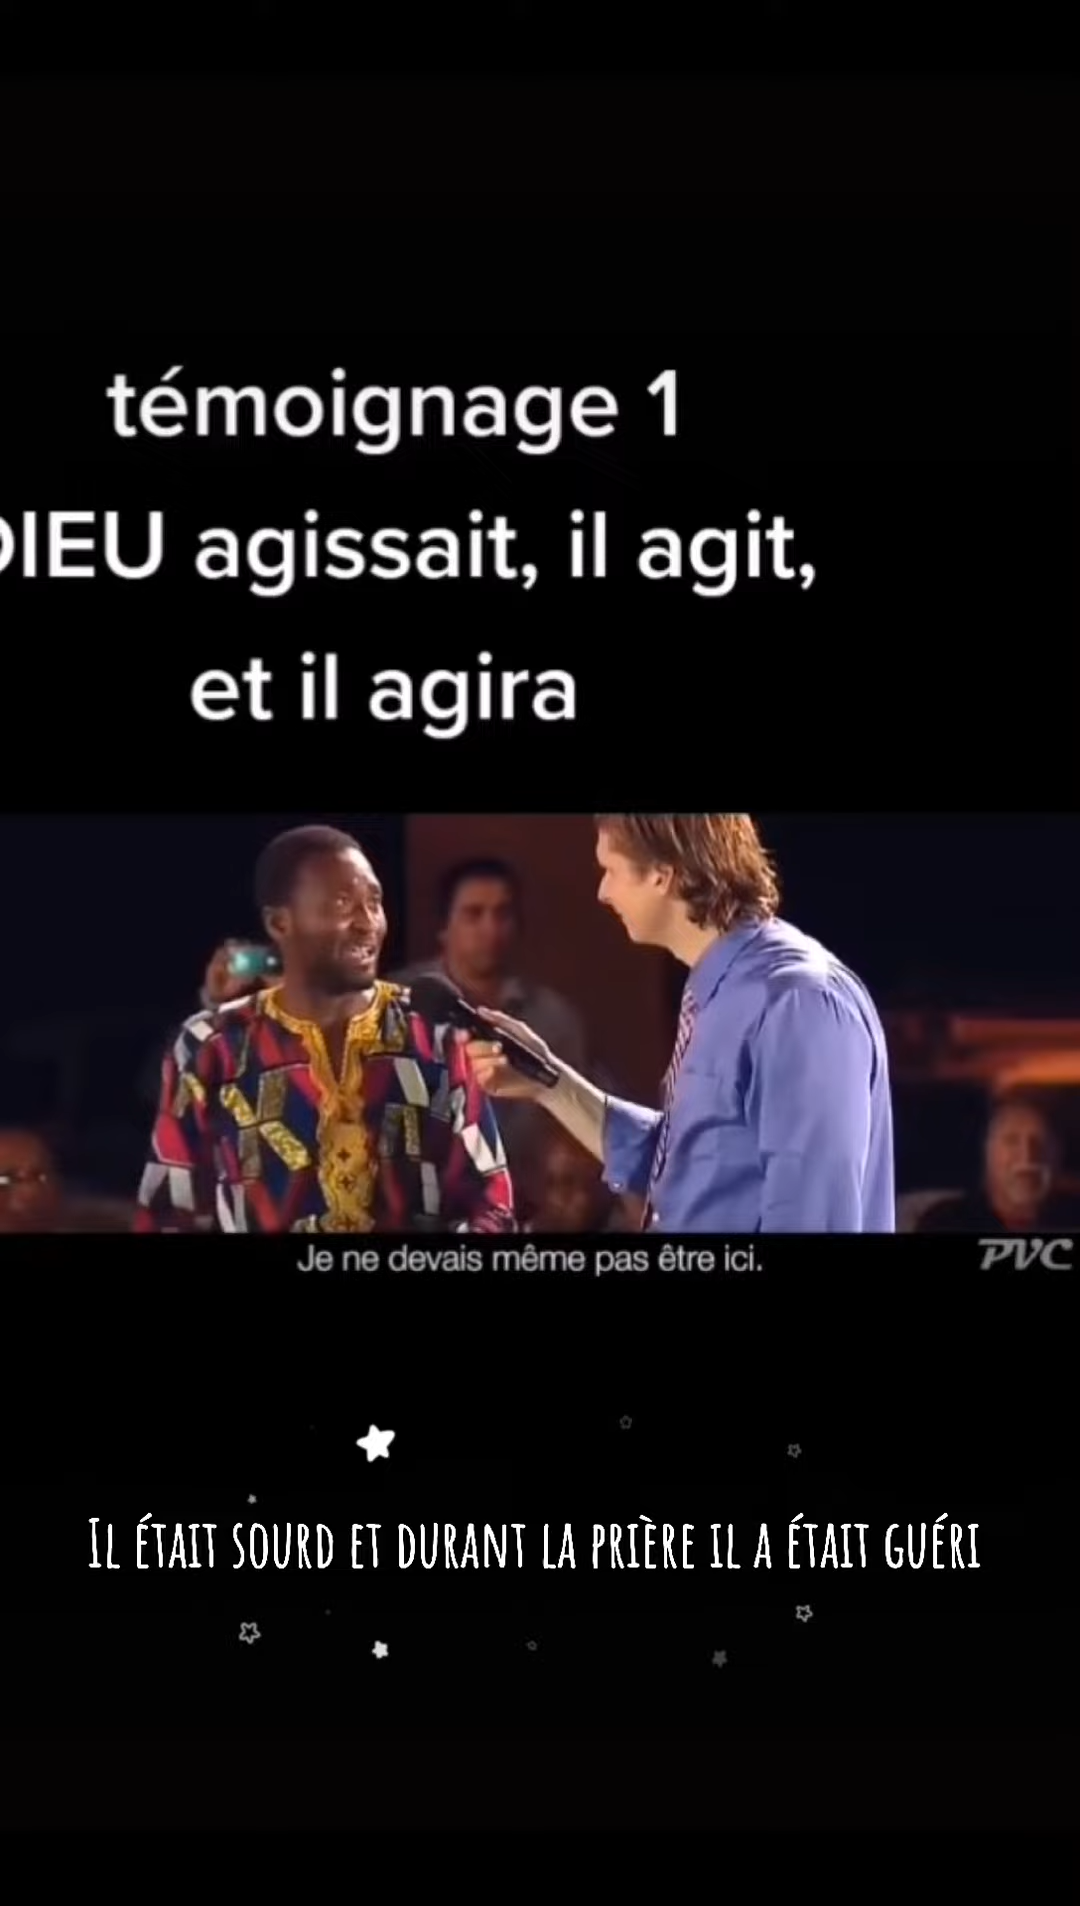 témoignage 1
DIEU agissait, il agit,
et il agira
Je ne devais même pas être ici.
PVC
IL ÉTAIT SOURD ET DURANT LA PRIÈRE IL A ÉTAIT GUÉRI